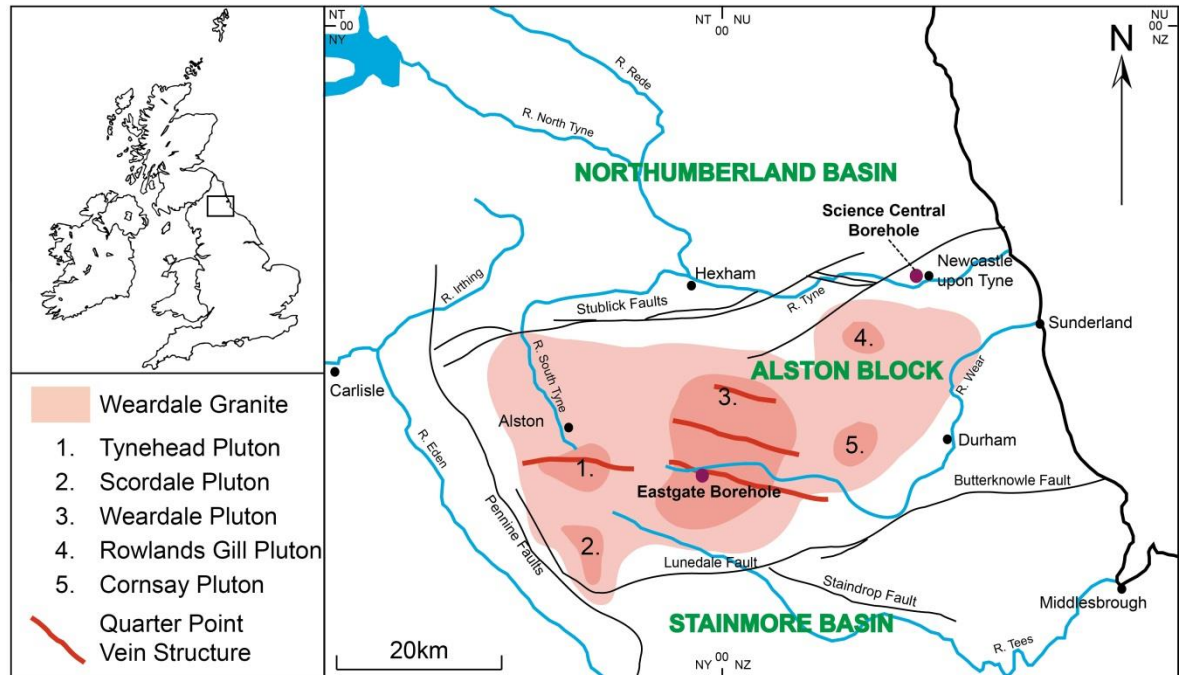 Weardale Granite
1. Tynehead Pluton
2. Scordale Pluton
3. Weardale Pluton
4. Rowlands Gill Pluton
5. Cornsay Pluton
Quarter Point
Vein Structure
NT
00
NY
NT NU
00
NU
00
NZ
N
R. Rede
R. North Tyne
NORTHUMBERLAND BASIN
Science Central
Borehole
Newcastle
upon Tyne
Hexham
R. Irthing
Stublick Faults
R. Tyne
Sunderland
4.
ALSTON BLOCK
R. Wear
Carlisle
R. South Tyne
3.
Alston
5.
Durham
R. Eden
1.
Eastgate Borehole
Butterknowle Fault
Pennine Faults
2.
Lunedale Fault
Staindrop Fault
Middlesbrough
STAINMORE BASIN
R. Tees
20km
00
NY NZ